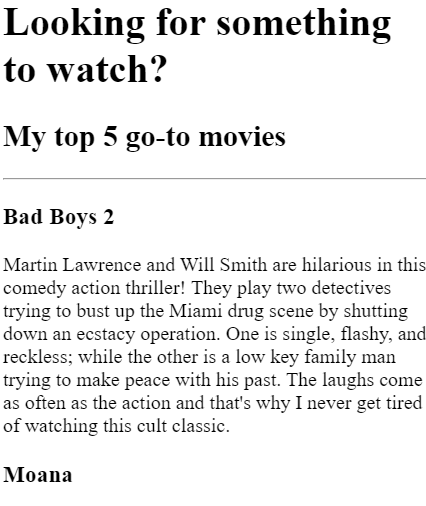 Looking for something
to watch?
My top 5 go-to movies
Bad Boys 2
Martin Lawrence and Will Smith are hilarious in this
comedy action thriller! They play two detectives
trying to bust up the Miami drug scene by shutting
down an ecstacy operation. One is single, flashy, and
reckless; while the other is a low key family man
trying to make peace with his past. The laughs come
as often as the action and that's why I never get tired
of watching this cult classic.
Moana